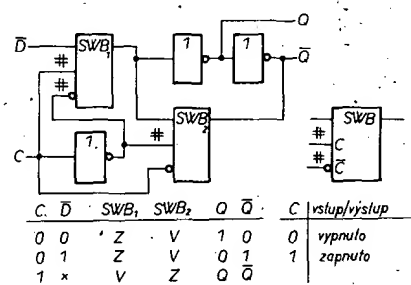 D̅ SWB₁ 1 1 Q
Q̅
#
#
SWB₂ SWB
# #
C 1 C
#
C̅
C D̅ SWB₁ SWB₂ Q Q̅ C vstup/výstup
0 0 Z V 1 0 0 vypnuto
0 1 Z V 0 1 1 zapnuto
1 × V Z Q Q̅